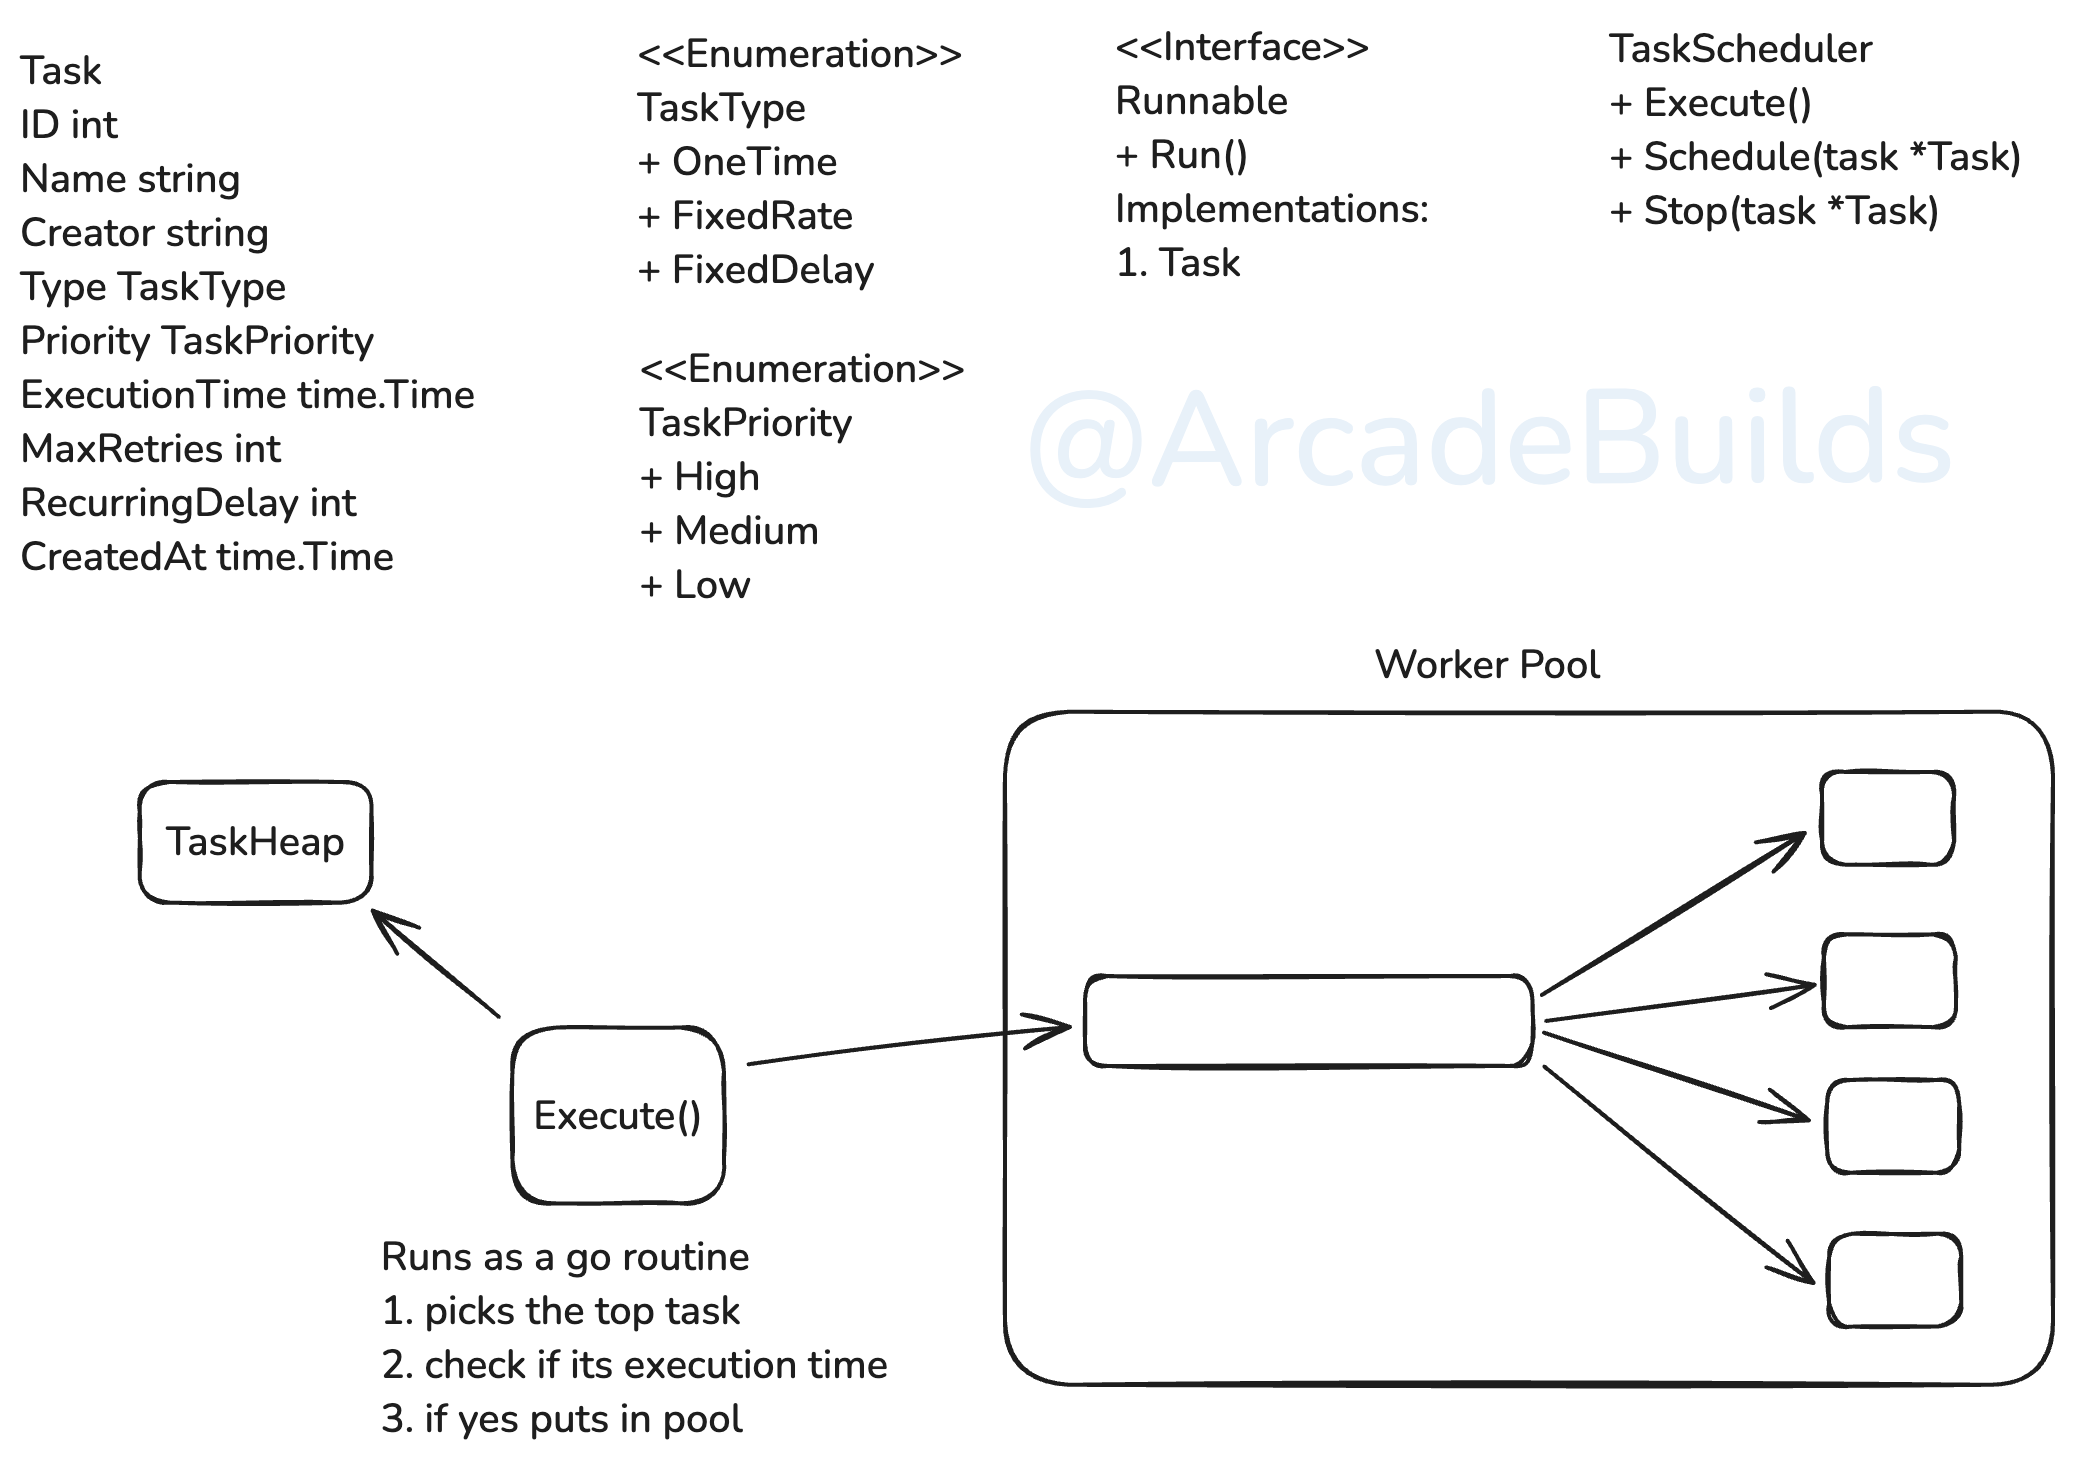 Task
ID int
Name string
Creator string
Type TaskType
Priority TaskPriority
ExecutionTime time.Time
MaxRetries int
RecurringDelay int
CreatedAt time.Time
<<Enumeration>>
TaskType
+ OneTime
+ FixedRate
+ FixedDelay
<<Enumeration>>
TaskPriority
+ High
+ Medium
+ Low
<<Interface>>
Runnable
+ Run()
Implementations:
1. Task
TaskScheduler
+ Execute()
+ Schedule(task *Task)
+ Stop(task *Task)
@ArcadeBuilds
Worker Pool
TaskHeap
Execute()
Runs as a go routine
1. picks the top task
2. check if its execution time
3. if yes puts in pool